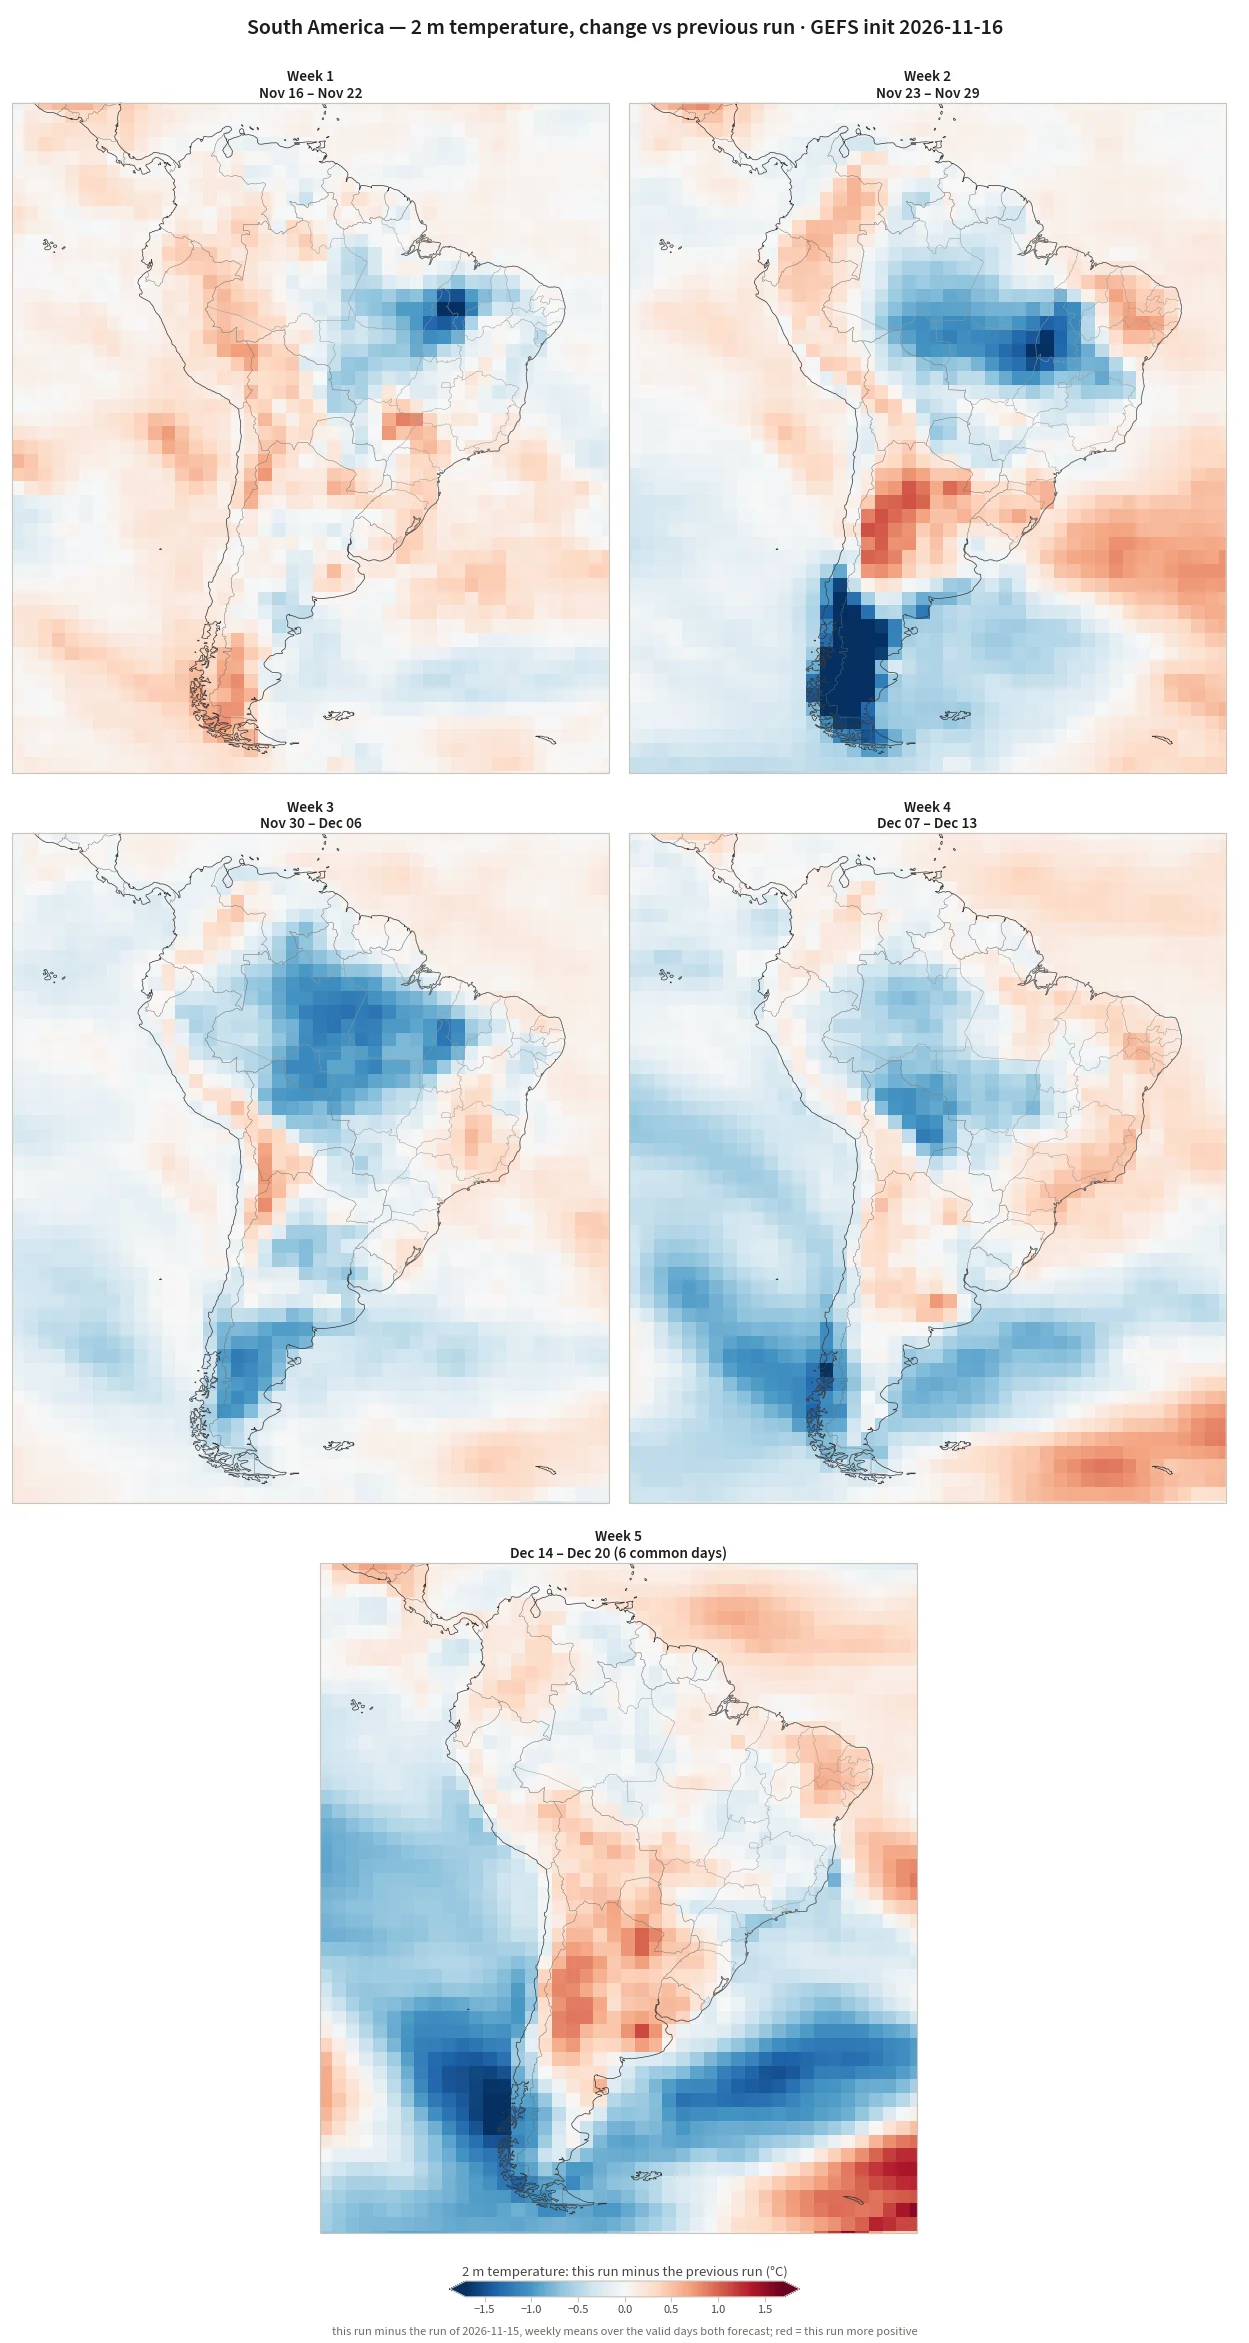 South America — 2 m temperature, change vs previous run · GEFS init 2026-11-16
Week 1
Nov 16 – Nov 22
Week 2
Nov 23 – Nov 29
Week 3
Nov 30 – Dec 06
Week 4
Dec 07 – Dec 13
Week 5
Dec 14 – Dec 20 (6 common days)
2 m temperature: this run minus the previous run (°C)
−1.5 −1.0 −0.5 0.0 0.5 1.0 1.5
this run minus the run of 2026-11-15, weekly means over the valid days both forecast; red = this run more positive